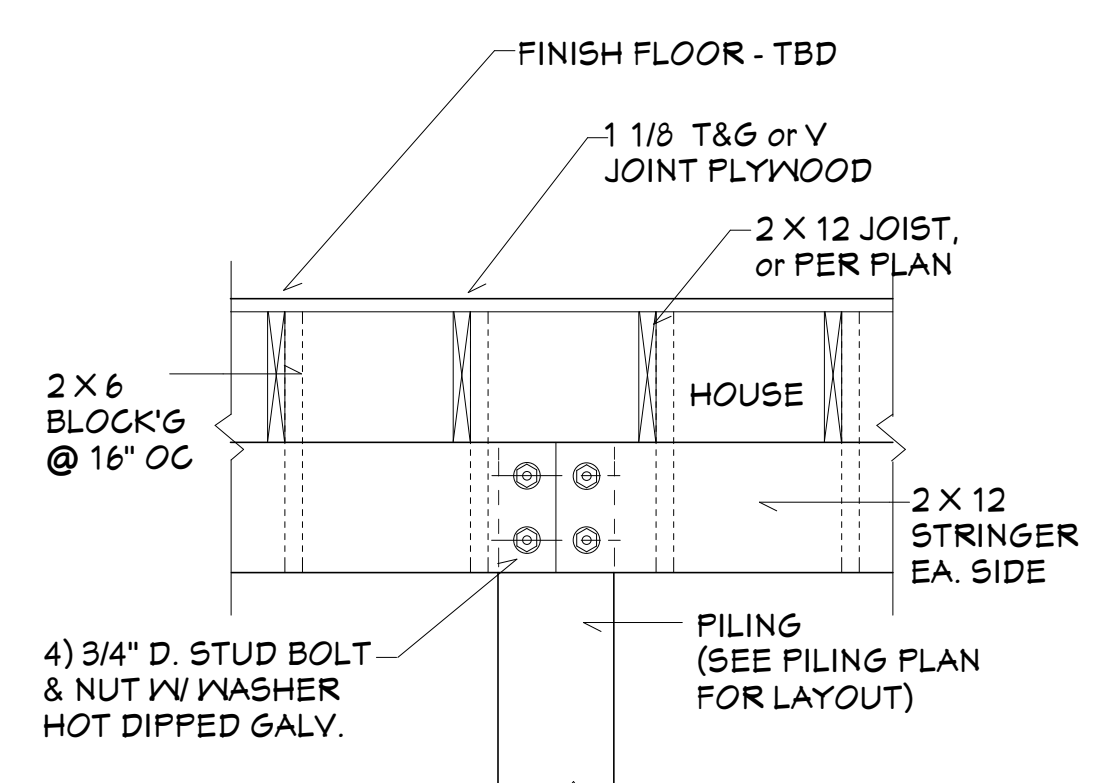 FINISH FLOOR - TBD
1 1/8 T&G or V
JOINT PLYWOOD
2 X 12 JOIST,
or PER PLAN
2 X 6
BLOCK'G
@ 16" OC
HOUSE
2 X 12
STRINGER
EA. SIDE
4) 3/4" D. STUD BOLT
& NUT W/ WASHER
HOT DIPPED GALV.
PILING
(SEE PILING PLAN
FOR LAYOUT)